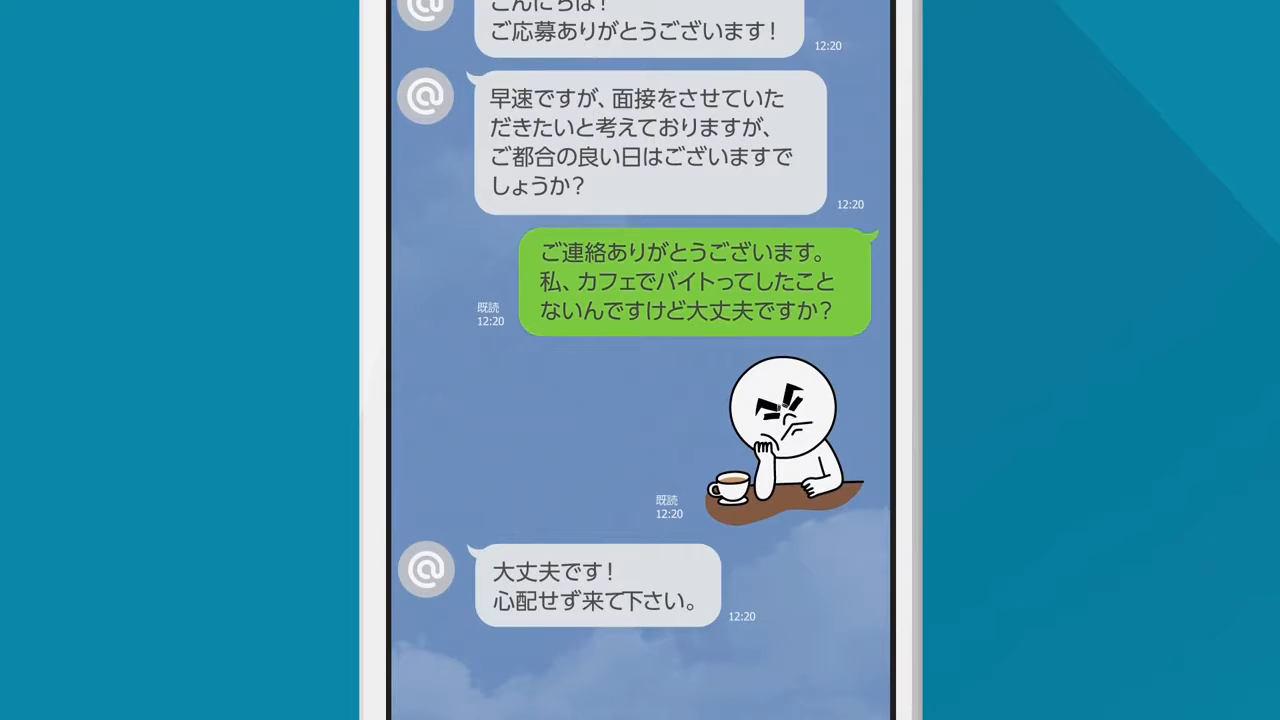 こんにちは！
ご応募ありがとうございます！
12:20
早速ですが、面接をさせていた
だきたいと考えておりますが、
ご都合の良い日はございますで
しょうか？
12:20
ご連絡ありがとうございます。
私、カフェでバイトってしたこと
ないんですけど大丈夫ですか？
既読
12:20
既読
12:20
大丈夫です！
心配せず来て下さい。
12:20